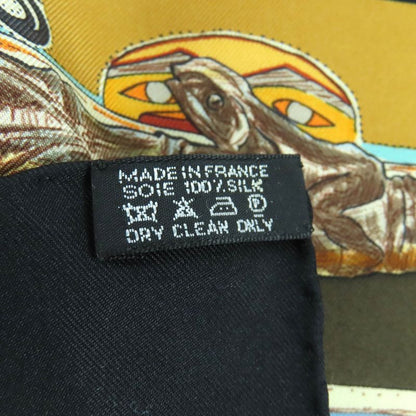 MADE IN FRANCE
SOIE 100% SILK
P
DRY CLEAN ONLY